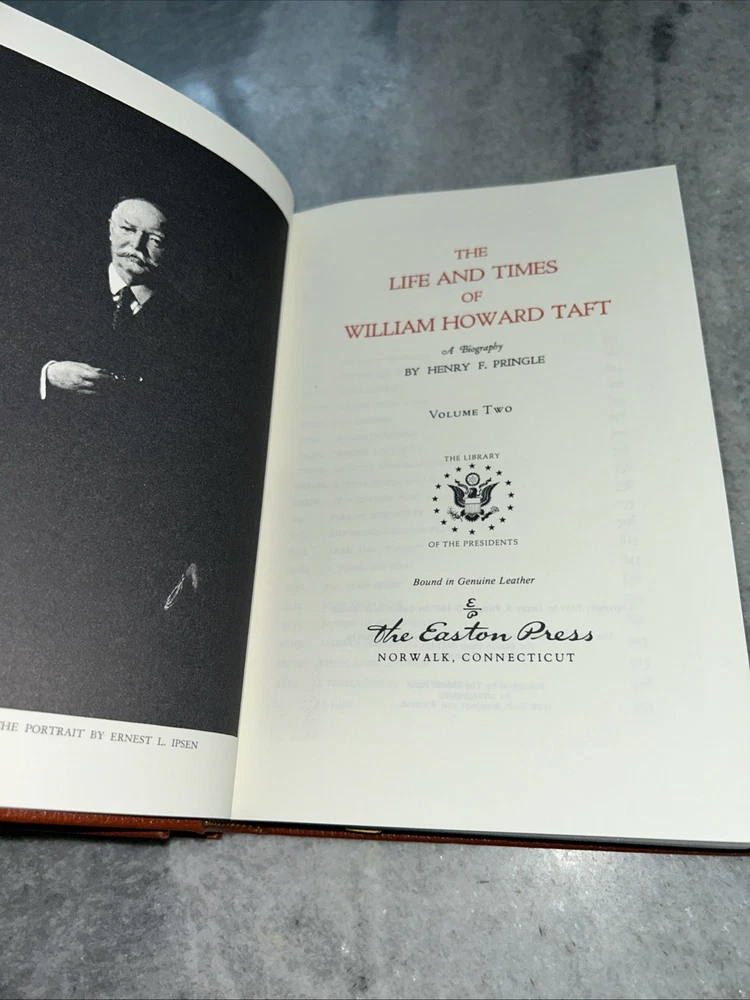 THE PORTRAIT BY ERNEST L. IPSEN
THE
LIFE AND TIMES
OF
WILLIAM HOWARD TAFT
A Biography
BY HENRY F. PRINGLE
VOLUME TWO
THE LIBRARY
OF THE PRESIDENTS
Bound in Genuine Leather
EP
The Easton Press
NORWALK, CONNECTICUT